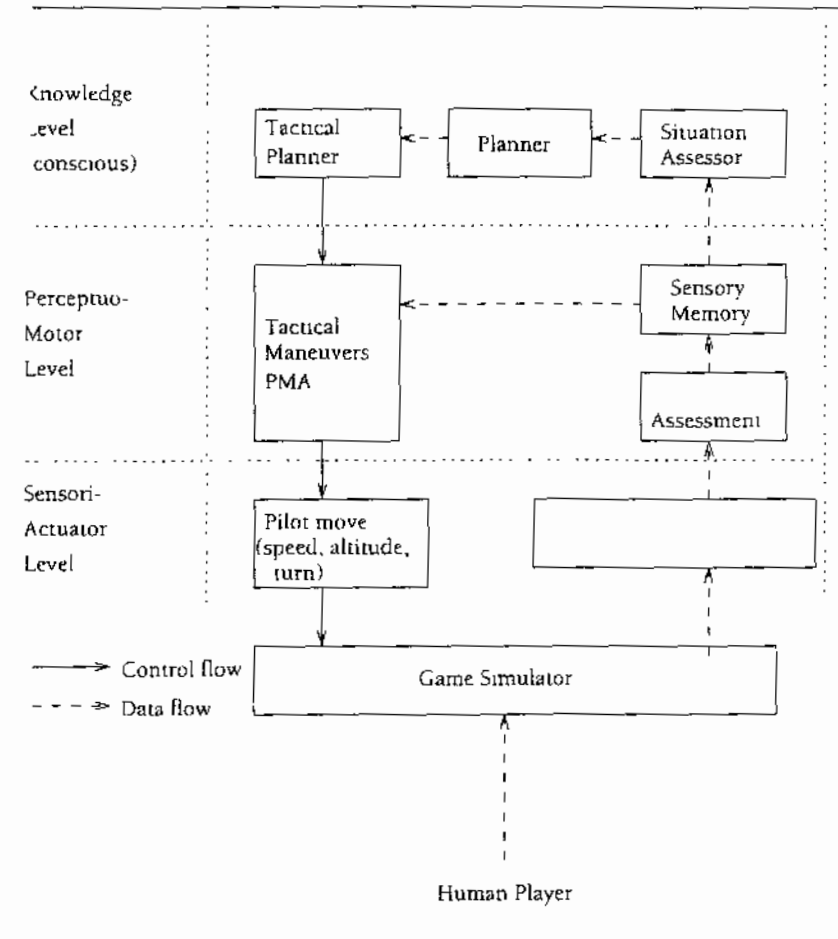 Knowledge
Level
conscious)
Tactical
Planner
Planner
Situation
Assessor
Perceptuo-
Motor
Level
Tactical
Maneuvers
PMA
Sensory
Memory
Assessment
Sensori-
Actuator
Level
Pilot move
(speed, altitude,
turn)
Control flow
Data flow
Game Simulator
Human Player